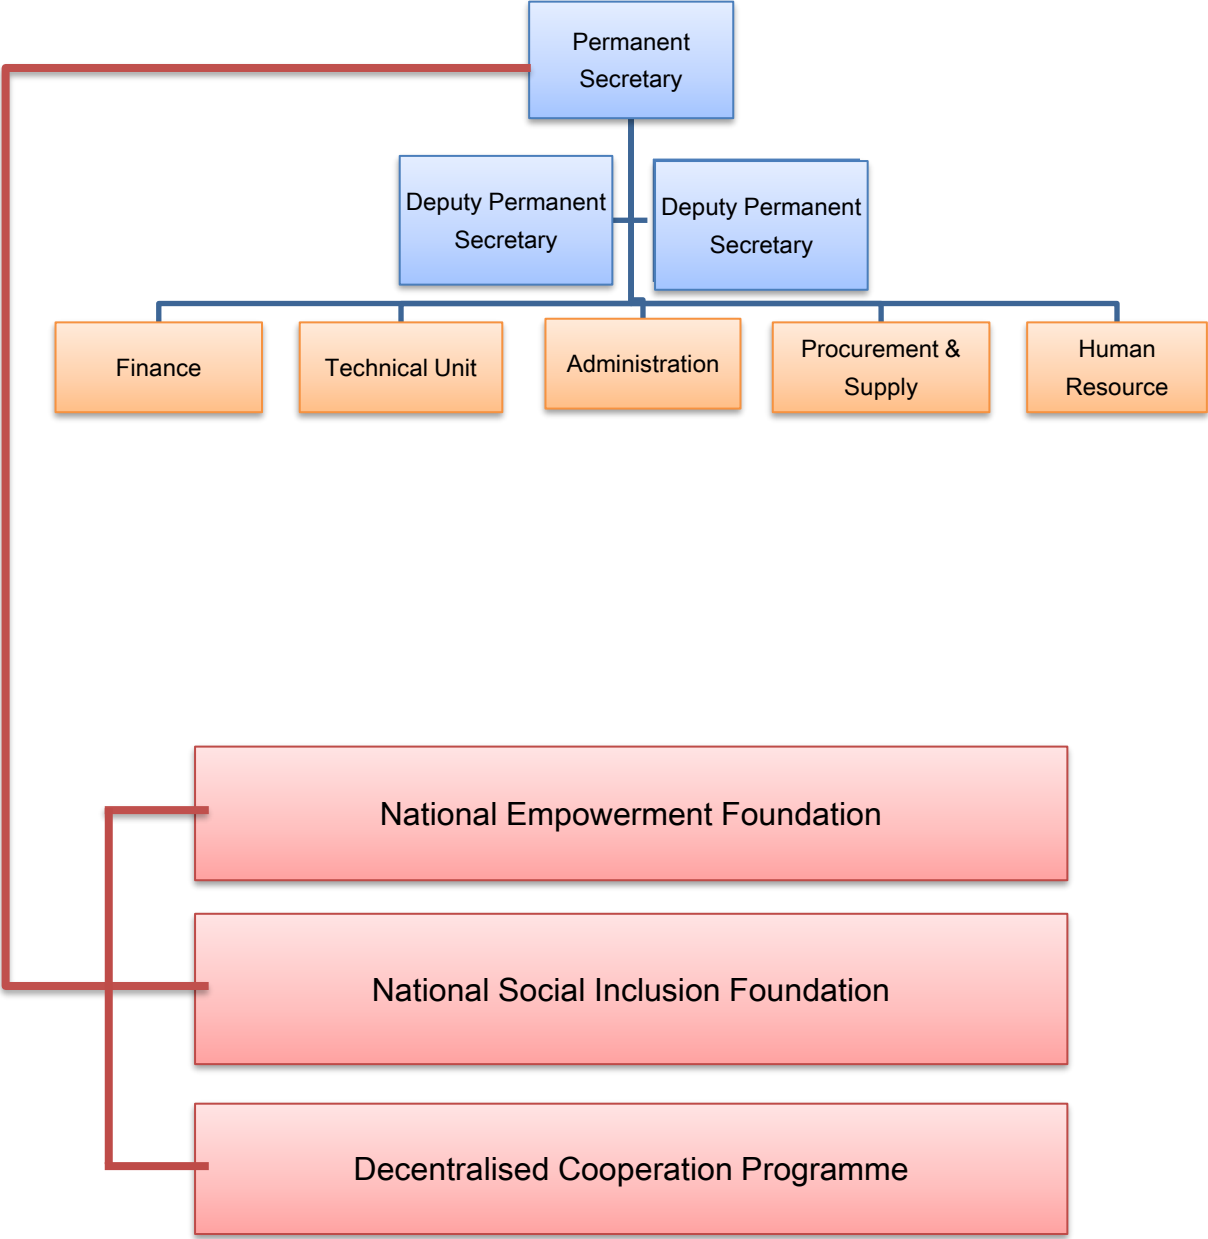 Permanent
Secretary
Deputy Permanent
Secretary
Deputy Permanent
Secretary
Finance
Technical Unit
Administration
Procurement &
Supply
Human
Resource
National Empowerment Foundation
National Social Inclusion Foundation
Decentralised Cooperation Programme